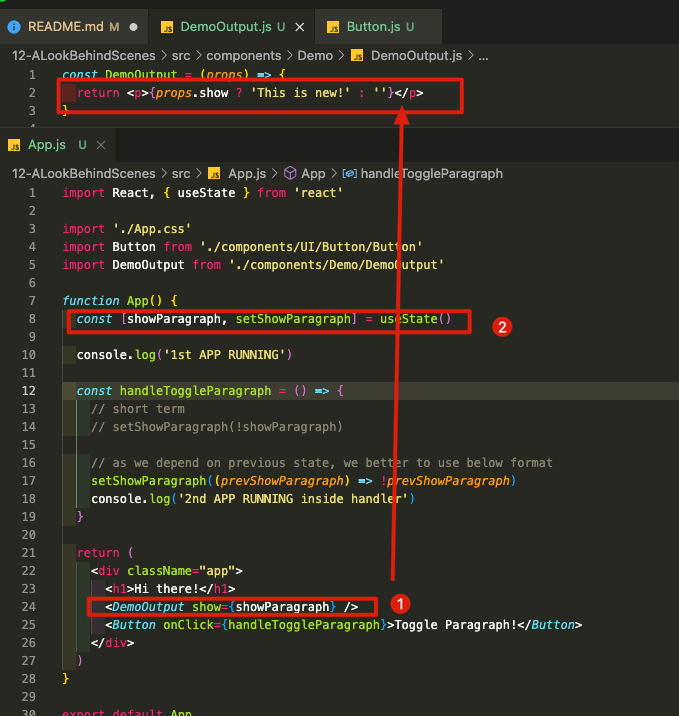 README.md M
JS DemoOutput.js U
JS Button.js U
12-ALookBehindScenes > src > components > Demo > JS DemoOutput.js > ...
1 const DemoOutput = (props) => {
2 return <p>{props.show ? 'This is new!' : ''}</p>
3 }
JS App.js U
12-ALookBehindScenes > src > JS App.js > App > handleToggleParagraph
1 import React, { useState } from 'react'
2
3 import './App.css'
4 import Button from './components/UI/Button/Button'
5 import DemoOutput from './components/Demo/DemoOutput'
6
7 function App() {
8 const [showParagraph, setShowParagraph] = useState()
2
9
10 console.log('1st APP RUNNING')
11
12 const handleToggleParagraph = () => {
13 // short term
14 // setShowParagraph(!showParagraph)
15
16 // as we depend on previous state, we better to use below format
17 setShowParagraph((prevShowParagraph) => !prevShowParagraph)
18 console.log('2nd APP RUNNING inside handler')
19 }
20
21 return (
22 <div className="app">
23 <h1>Hi there!</h1>
24 <DemoOutput show={showParagraph} />
1
25 <Button onClick={handleToggleParagraph}>Toggle Paragraph!</Button>
26 </div>
27 )
28 }
29
30 export default App